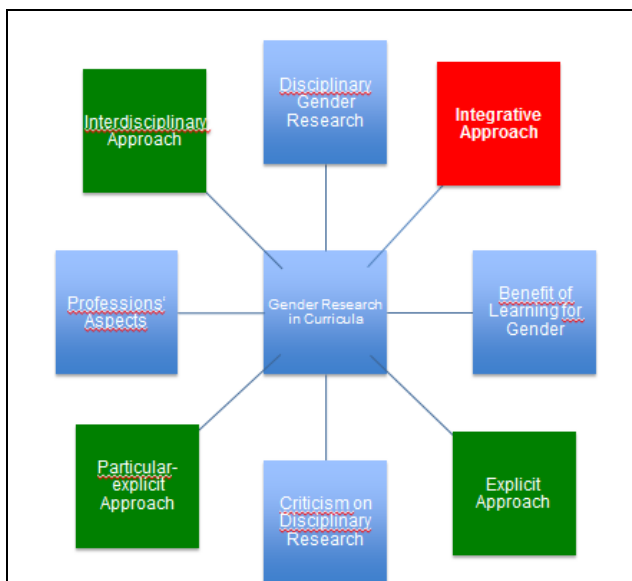 Disciplinary
Gender
Research
Interdisciplinary
Approach
Integrative
Approach
Professions'
Aspects
Gender Research
in Curricula
Benefit of
Learning for
Gender
Particular-
explicit
Approach
Criticism on
Disciplinary
Research
Explicit
Approach